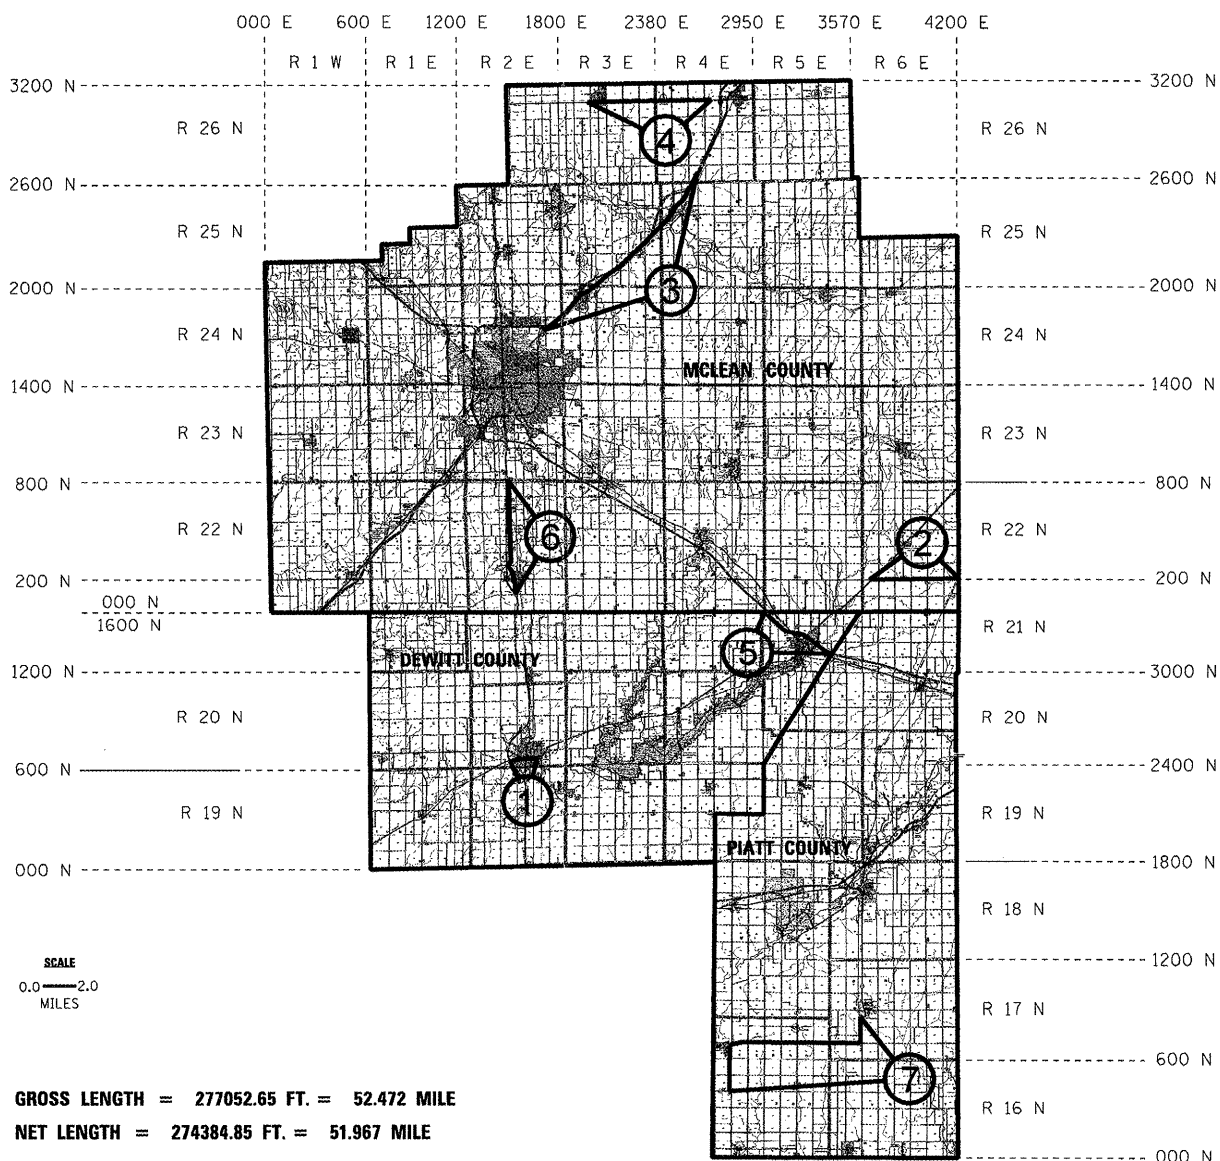 000 E 600 E 1200 E 1800 E 2380 E 2950 E 3570 E 4200 E
R 1 W R 1 E R 2 E R 3 E R 4 E R 5 E R 6 E
3200 N 3200 N
R 26 N R 26 N
4
2600 N 2600 N
R 25 N R 25 N
2000 N 3 2000 N
R 24 N R 24 N
MCLEAN COUNTY
1400 N 1400 N
R 23 N R 23 N
800 N 800 N
R 22 N 6 2 R 22 N
200 N 200 N
000 N
1600 N R 21 N
DEWITT COUNTY 5
1200 N 3000 N
R 20 N R 20 N
600 N 2400 N
1
R 19 N R 19 N
PIATT COUNTY
000 N 1800 N
R 18 N
SCALE
1200 N
0.0 2.0
MILES
R 17 N
600 N
7
GROSS LENGTH = 277052.65 FT. = 52.472 MILE
R 16 N
NET LENGTH = 274384.85 FT. = 51.967 MILE
000 N